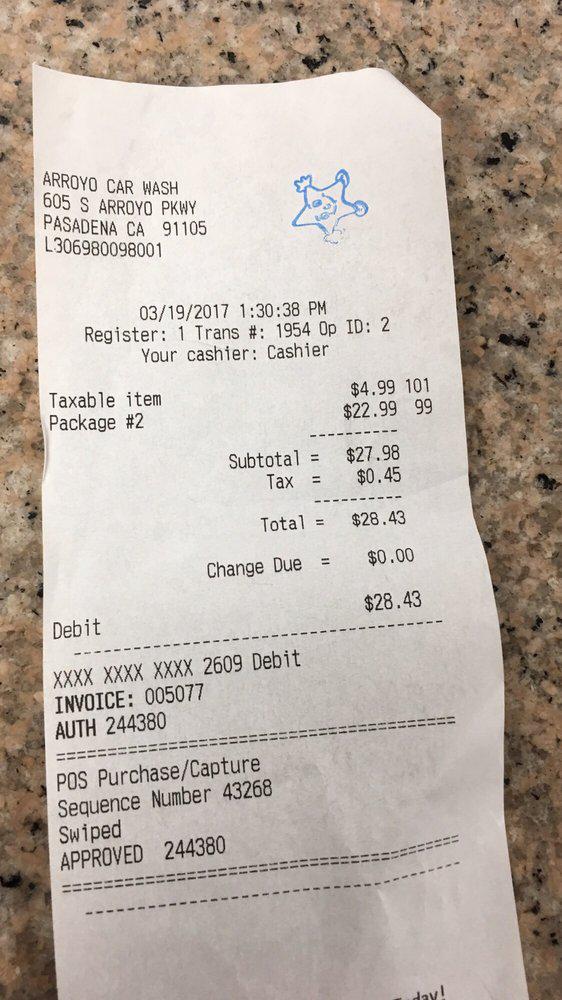 ARROYO CAR WASH
605 S ARROYO PKWY
PASADENA CA 91105
L306980098001
03/19/2017 1:30:38 PM
Register: 1 Trans #: 1954 Op ID: 2
Your cashier: Cashier
Taxable item $4.99 101
Package #2 $22.99 99
----------
Subtotal = $27.98
Tax = $0.45
----------
Total = $28.43
Change Due = $0.00
Debit $28.43
XXXX XXXX XXXX 2609 Debit
INVOICE: 005077
AUTH 244380
POS Purchase/Capture
Sequence Number 43268
Swiped
APPROVED 244380